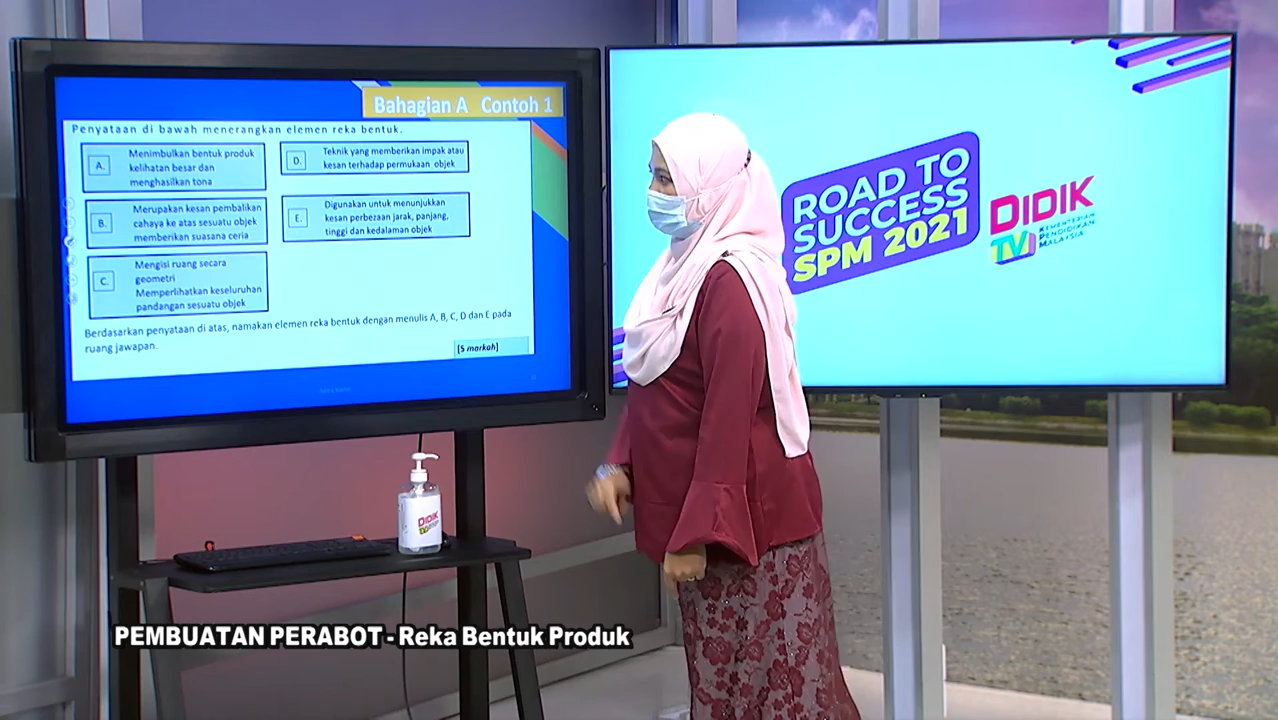 Bahagian A Contoh 1
Penyataan di bawah menerangkan elemen reka bentuk.
A.
Menimbulkan bentuk produk
kelihatan besar dan
menghasilkan tona
B.
Merupakan kesan pembalikan
cahaya ke atas sesuatu objek
memberikan suasana ceria
C.
Mengisi ruang secara
geometri
Memperlihatkan keseluruhan
pandangan sesuatu objek
D.
Teknik yang memberikan impak atau
kesan terhadap permukaan objek
E.
Digunakan untuk menunjukkan
kesan perbezaan jarak, panjang,
tinggi dan kedalaman objek
Berdasarkan penyataan di atas, namakan elemen reka bentuk dengan menulis A, B, C, D dan E pada
ruang jawapan.
[5 markah]
ROAD TO
SUCCESS
SPM 2021
DIDIK
TV
KEMENTERIAN
PENDIDIKAN
MALAYSIA
DIDIK
TV
PEMBUATAN PERABOT - Reka Bentuk Produk